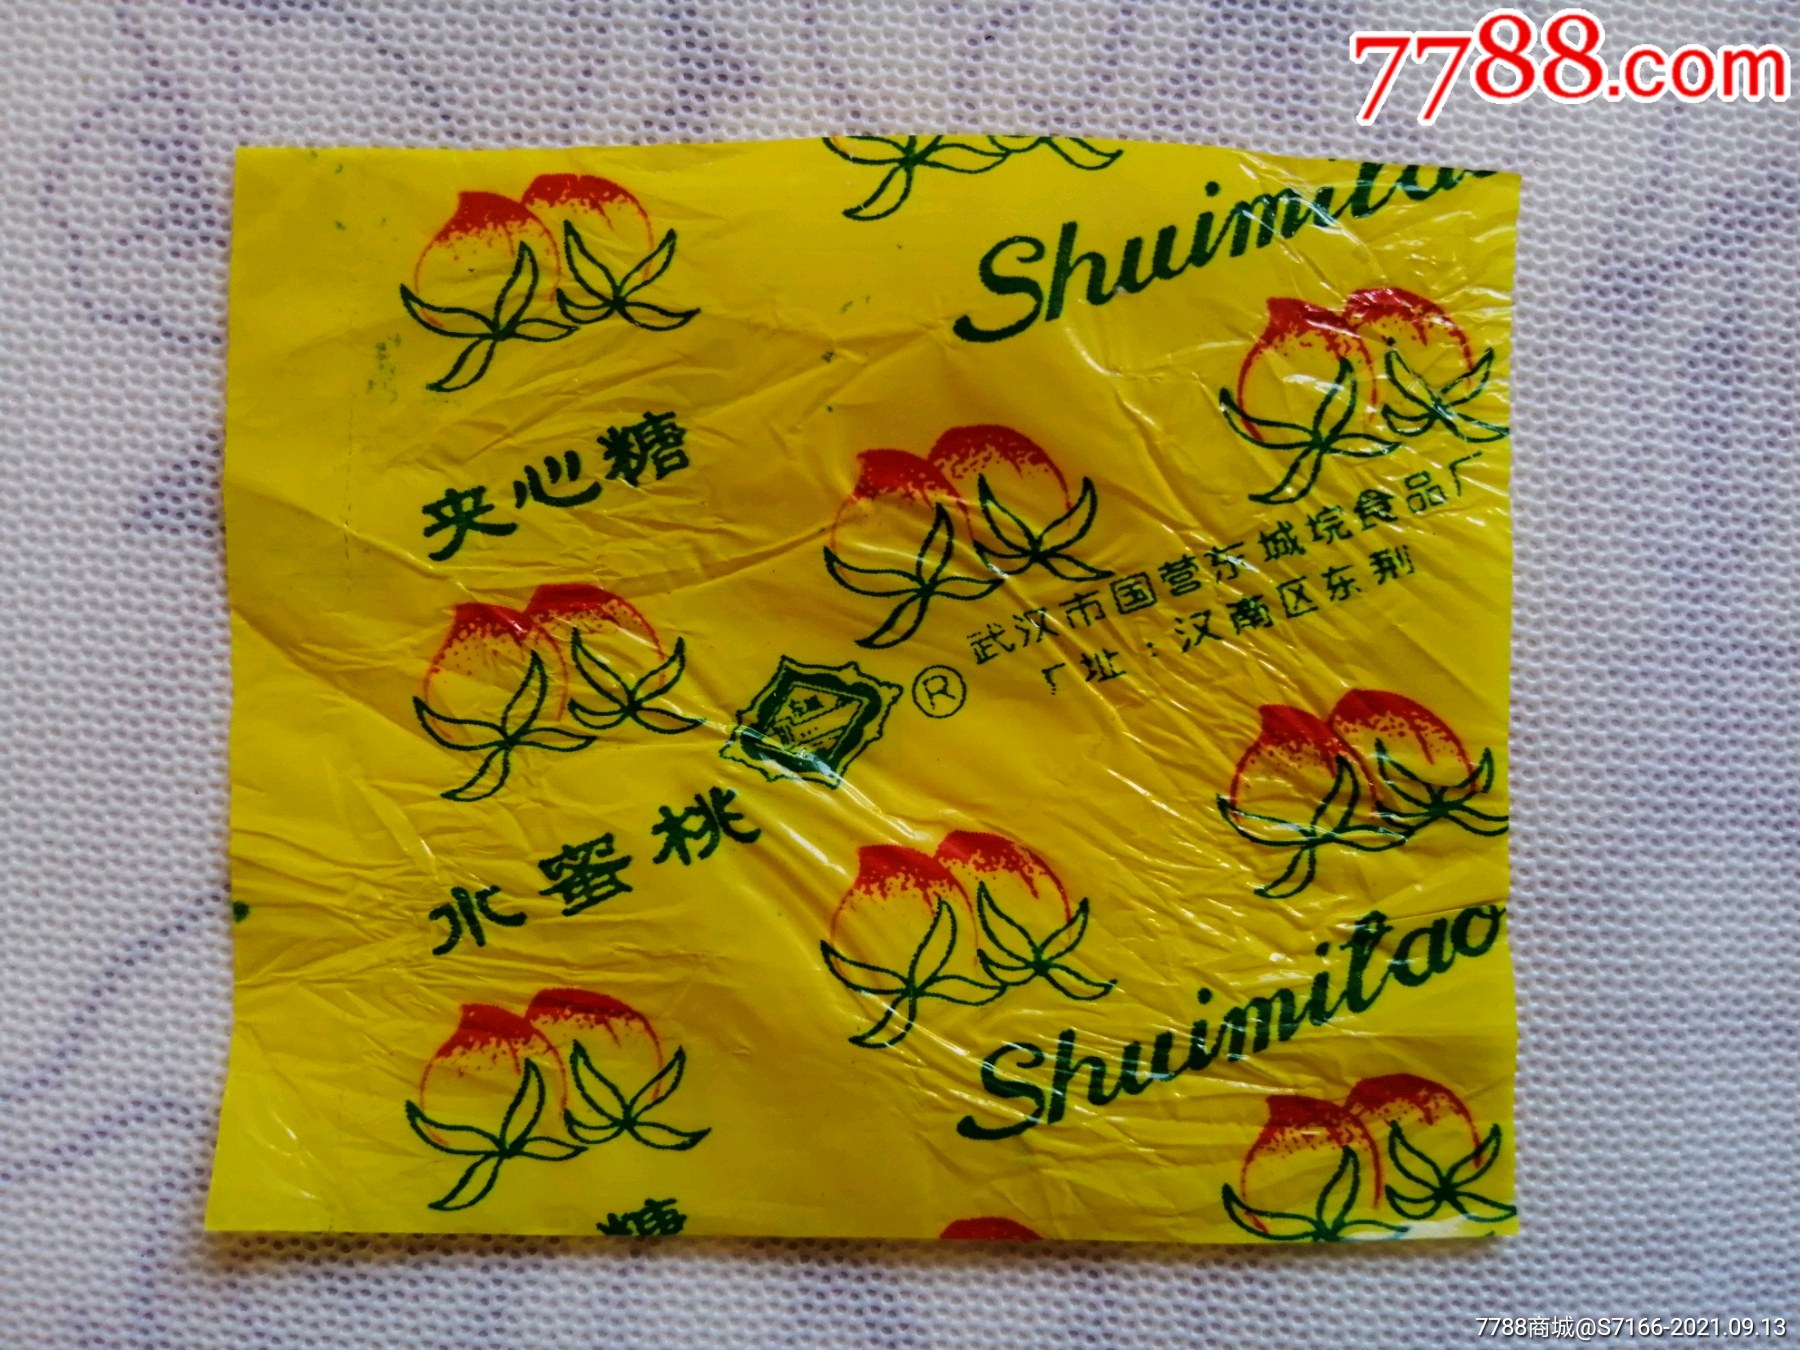 7788.com
Shuimitao
夹心糖
武汉市国营东城垸食品厂
厂址：汉南区东荆
®
水蜜桃
Shuimitao
糖
7788商城@S7166-2021.09.13